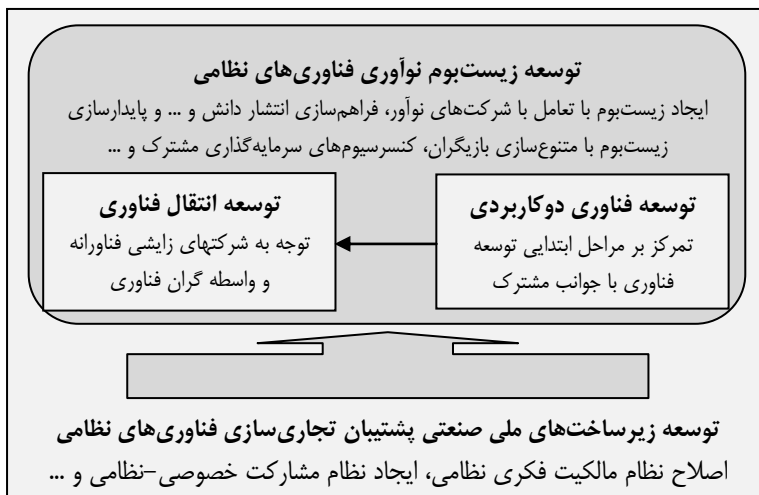 توسعه زیست‌بوم نوآوری فناوری‌های نظامی
ایجاد زیست‌بوم با تعامل با شرکت‌های نوآور، فراهم‌سازی انتشار دانش و ... و پایدارسازی
زیست‌بوم با متنوع‌سازی بازیگران، کنسرسیوم‌های سرمایه‌گذاری مشترک و ...
توسعه فناوری دوکاربردی
تمرکز بر مراحل ابتدایی توسعه
فناوری با جوانب مشترک
توسعه انتقال فناوری
توجه به شرکتهای زایشی فناورانه
و واسطه گران فناوری
توسعه زیرساخت‌های ملی صنعتی پشتیبان تجاری‌سازی فناوری‌های نظامی
اصلاح نظام مالکیت فکری نظامی، ایجاد نظام مشارکت خصوصی–نظامی و ...